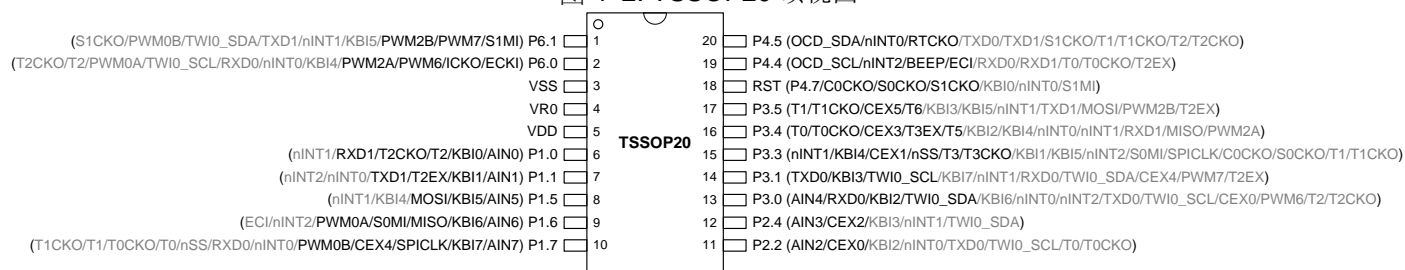 (S1CKO/PWM0B/TWI0_SDA/TXD1/nINT1/KBI5/PWM2B/PWM7/S1MI) P6.1 1
(T2CKO/T2/PWM0A/TWI0_SCL/RXD0/nINT0/KBI4/PWM2A/PWM6/ICKO/ECKI) P6.0 2
VSS 3
VR0 4
VDD 5
(nINT1/RXD1/T2CKO/T2/KBI0/AIN0) P1.0 6
(nINT2/nINT0/TXD1/T2EX/KBI1/AIN1) P1.1 7
(nINT1/KBI4/MOSI/KBI5/AIN5) P1.5 8
(ECI/nINT2/PWM0A/S0MI/MISO/KBI6/AIN6) P1.6 9
(T1CKO/T1/T0CKO/T0/nSS/RXD0/nINT0/PWM0B/CEX4/SPICLK/KBI7/AIN7) P1.7 10
TSSOP20
20 P4.5 (OCD_SDA/nINT0/RTCKO/TXD0/TXD1/S1CKO/T1/T1CKO/T2/T2CKO)
19 P4.4 (OCD_SCL/nINT2/BEEP/ECI/RXD0/RXD1/T0/T0CKO/T2EX)
18 RST (P4.7/C0CKO/S0CKO/S1CKO/KBI0/nINT0/S1MI)
17 P3.5 (T1/T1CKO/CEX5/T6/KBI3/KBI5/nINT1/TXD1/MOSI/PWM2B/T2EX)
16 P3.4 (T0/T0CKO/CEX3/T3EX/T5/KBI2/KBI4/nINT0/nINT1/RXD1/MISO/PWM2A)
15 P3.3 (nINT1/KBI4/CEX1/nSS/T3/T3CKO/KBI1/KBI5/nINT2/S0MI/SPICLK/C0CKO/S0CKO/T1/T1CKO)
14 P3.1 (TXD0/KBI3/TWI0_SCL/KBI7/nINT1/RXD0/TWI0_SDA/CEX4/PWM7/T2EX)
13 P3.0 (AIN4/RXD0/KBI2/TWI0_SDA/KBI6/nINT0/nINT2/TXD0/TWI0_SCL/CEX0/PWM6/T2/T2CKO)
12 P2.4 (AIN3/CEX2/KBI3/nINT1/TWI0_SDA)
11 P2.2 (AIN2/CEX0/KBI2/nINT0/TXD0/TWI0_SCL/T0/T0CKO)